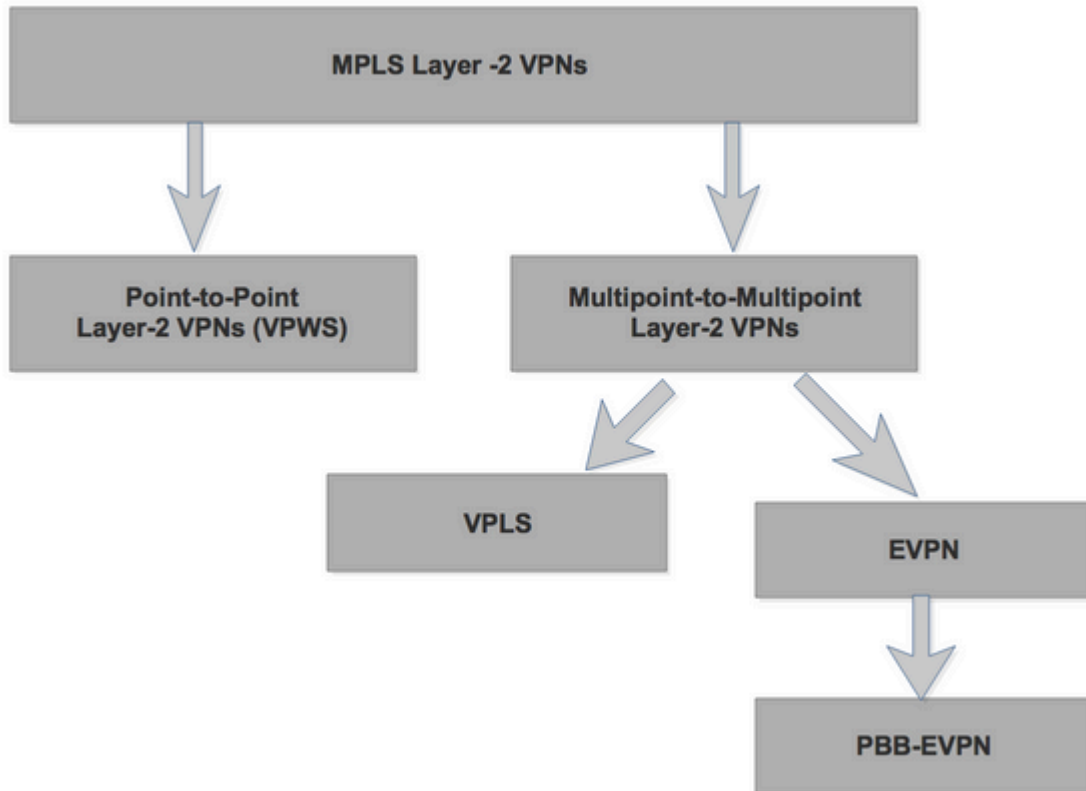 MPLS Layer -2 VPNs
Point-to-Point
Layer-2 VPNs (VPWS)
Multipoint-to-Multipoint
Layer-2 VPNs
VPLS
EVPN
PBB-EVPN